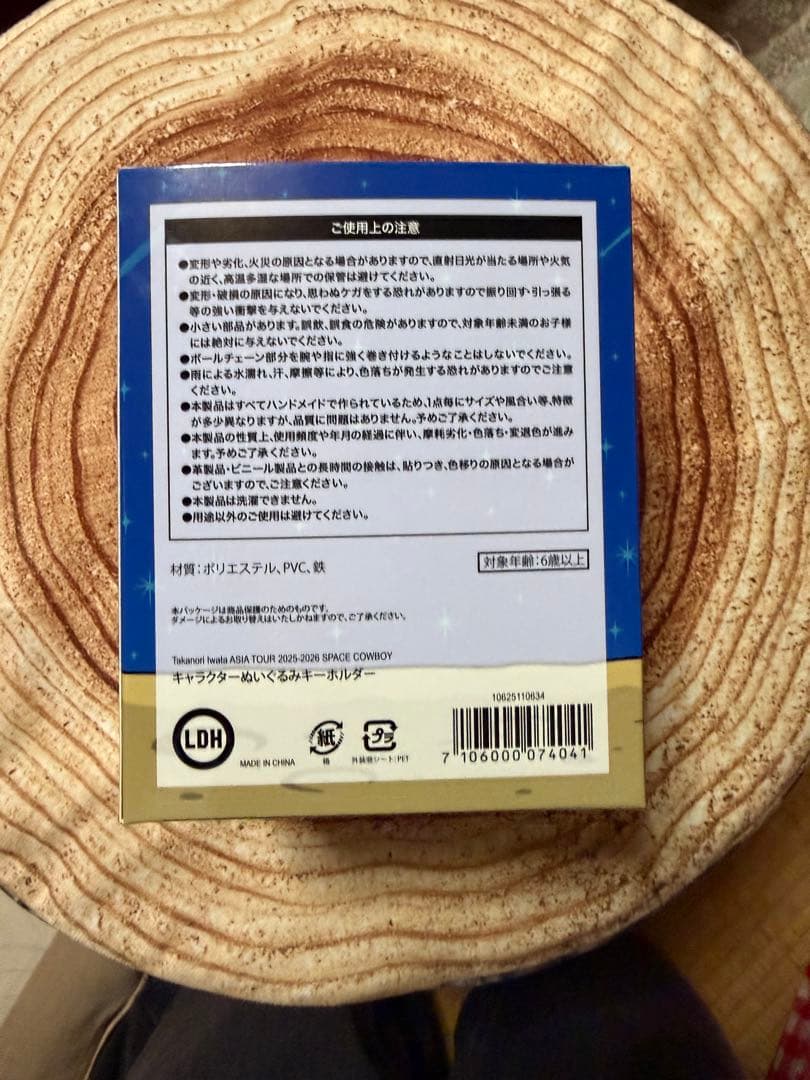 ご使用上の注意
●変形や劣化、火災の原因となる場合がありますので、直射日光が当たる場所や火気
の近く、高温多湿な場所での保管は避けてください。
●変形・破損の原因になり、思わぬケガをする恐れがありますので振り回す・引っ張る
等の強い衝撃を与えないでください。
●小さい部品があります。誤飲、誤食の危険がありますので、対象年齢未満のお子様
には絶対に与えないでください。
●ボールチェーン部分を腕や指に強く巻き付けるようなことはしないでください。
●雨による水濡れ、汗、摩擦等により、色落ちが発生する恐れがありますのでご注意
ください。
●本製品はすべてハンドメイドで作られているため、1点毎にサイズや風合い等、特徴
が多少異なりますが、品質に問題はありません。予めご了承ください。
●本製品の性質上、使用頻度や年月の経過に伴い、摩耗劣化・色落ち・変退色が進み
ます。予めご了承ください。
●革製品・ビニール製品との長時間の接触は、貼りつき、色移りの原因となる場合が
ございますので、ご注意ください。
●本製品は洗濯できません。
●用途以外のご使用は避けてください。
材質：ポリエステル、PVC、鉄
対象年齢：6歳以上
本パッケージは商品保護のためのものです。
ダメージによるお取り替えはいたしかねますので、ご了承ください。
Takanori Iwata ASIA TOUR 2025-2026 SPACE COWBOY
キャラクターぬいぐるみキーホルダー
10625110634
LDH
MADE IN CHINA
紙
箱
プラ
外装袋シート:PET
7 106000 074041